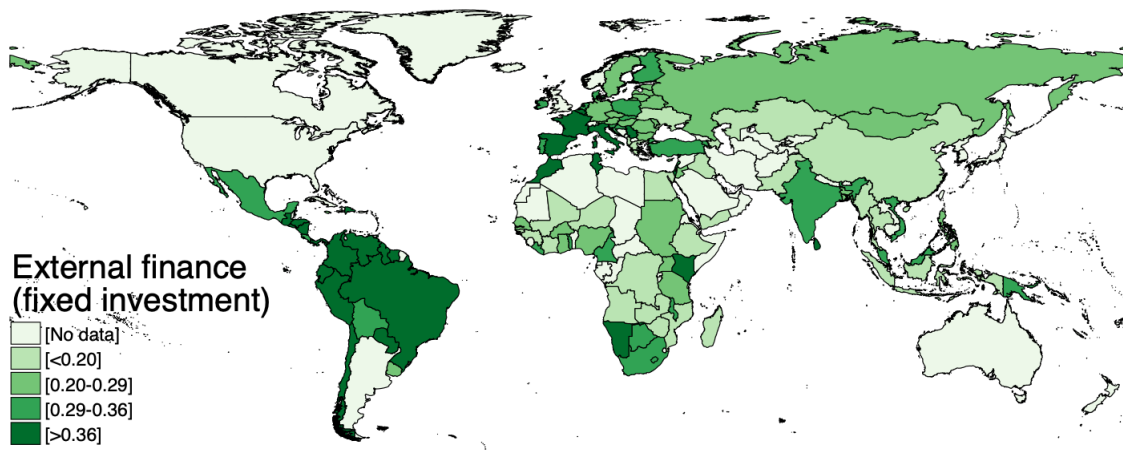 External finance
(fixed investment)
[No data]
[<0.20]
[0.20-0.29]
[0.29-0.36]
[>0.36]